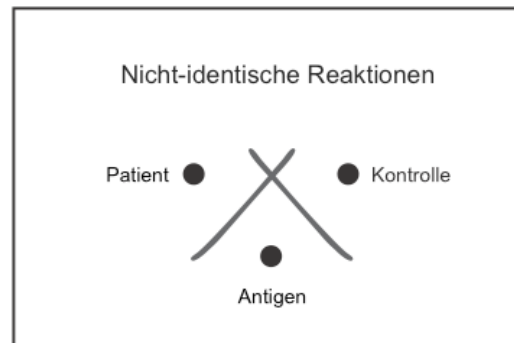 Nicht-identische Reaktionen
Patient
Kontrolle
Antigen